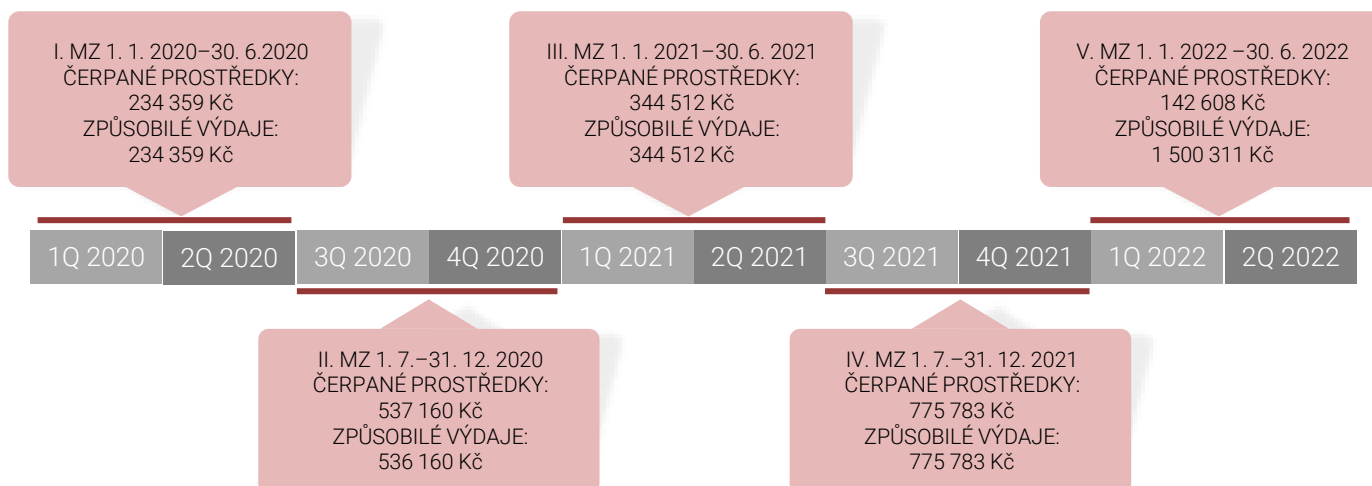 I. MZ 1. 1. 2020–30. 6.2020
ČERPANÉ PROSTŘEDKY:
234 359 Kč
ZPŮSOBILÉ VÝDAJE:
234 359 Kč
III. MZ 1. 1. 2021–30. 6. 2021
ČERPANÉ PROSTŘEDKY:
344 512 Kč
ZPŮSOBILÉ VÝDAJE:
344 512 Kč
V. MZ 1. 1. 2022 –30. 6. 2022
ČERPANÉ PROSTŘEDKY:
142 608 Kč
ZPŮSOBILÉ VÝDAJE:
1 500 311 Kč
1Q 2020 2Q 2020 3Q 2020 4Q 2020 1Q 2021 2Q 2021 3Q 2021 4Q 2021 1Q 2022 2Q 2022
II. MZ 1. 7.–31. 12. 2020
ČERPANÉ PROSTŘEDKY:
537 160 Kč
ZPŮSOBILÉ VÝDAJE:
536 160 Kč
IV. MZ 1. 7.–31. 12. 2021
ČERPANÉ PROSTŘEDKY:
775 783 Kč
ZPŮSOBILÉ VÝDAJE:
775 783 Kč